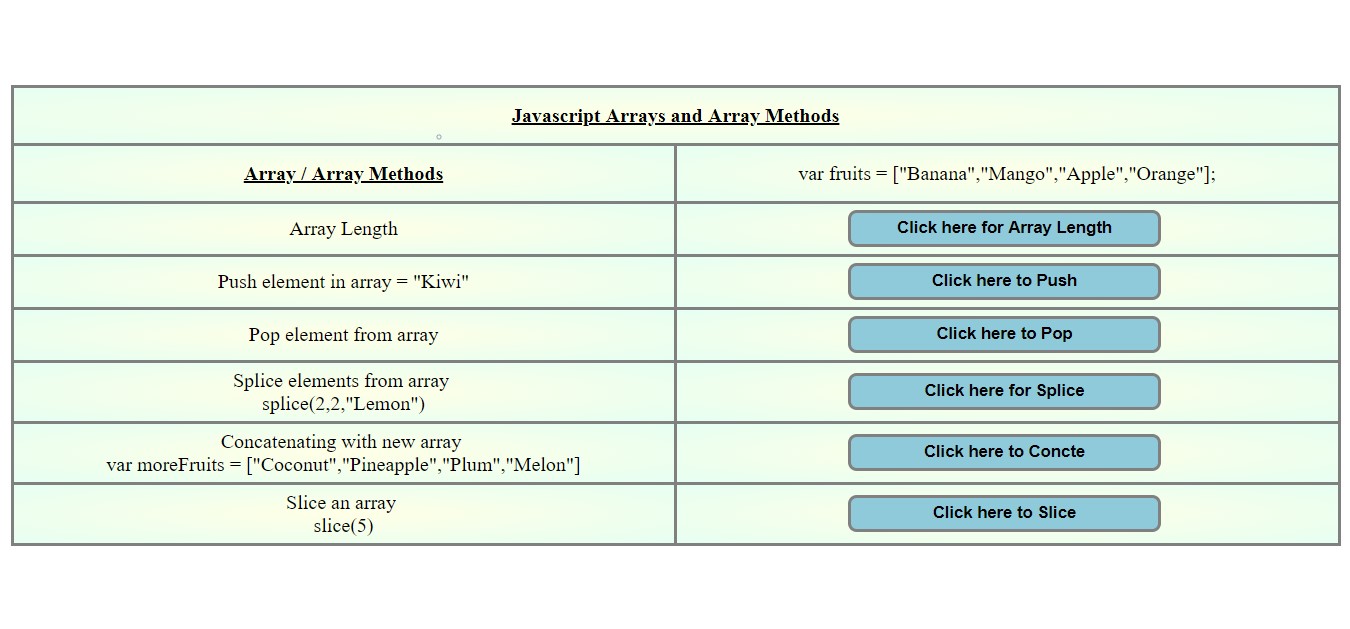 Javascript Arrays and Array Methods
Array / Array Methods
var fruits = ["Banana","Mango","Apple","Orange"];
Array Length
Click here for Array Length
Push element in array = "Kiwi"
Click here to Push
Pop element from array
Click here to Pop
Splice elements from array
splice(2,2,"Lemon")
Click here for Splice
Concatenating with new array
var moreFruits = ["Coconut","Pineapple","Plum","Melon"]
Click here to Concte
Slice an array
slice(5)
Click here to Slice